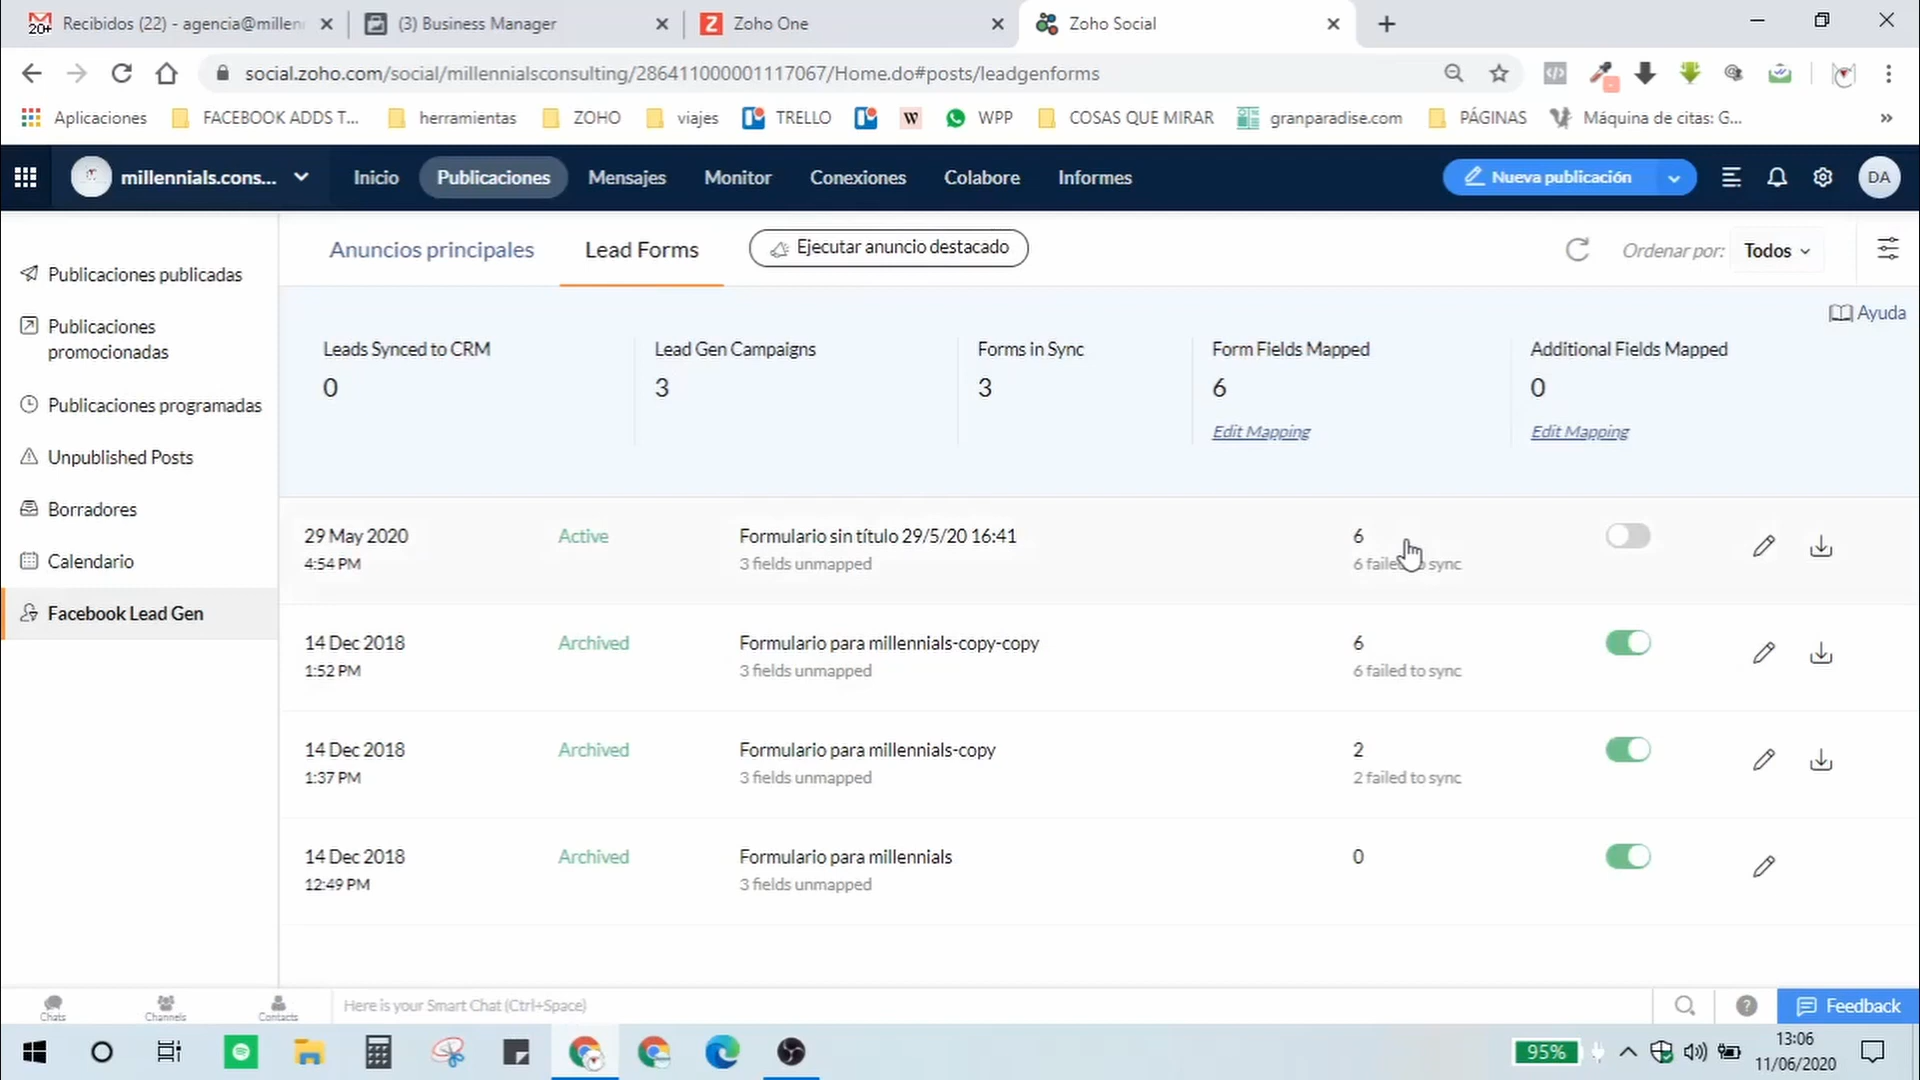 Recibidos (22) - agencia@millenn
(3) Business Manager
Zoho One
Zoho Social
social.zoho.com/social/millennialsconsulting/286411000001117067/Home.do#posts/leadgenforms
Aplicaciones
FACEBOOK ADDS T...
herramientas
ZOHO
viajes
TRELLO
W
WPP
COSAS QUE MIRAR
granparadise.com
PÁGINAS
Máquina de citas: G...
»
millennials.cons...
Inicio
Publicaciones
Mensajes
Monitor
Conexiones
Colabore
Informes
Nueva publicación
DA
Publicaciones publicadas
Publicaciones
promocionadas
Publicaciones programadas
Unpublished Posts
Borradores
Calendario
Facebook Lead Gen
Anuncios principales
Lead Forms
Ejecutar anuncio destacado
Ordenar por:
Todos
Ayuda
Leads Synced to CRM
0
Lead Gen Campaigns
3
Forms in Sync
3
Form Fields Mapped
6
Edit Mapping
Additional Fields Mapped
0
Edit Mapping
29 May 2020
4:54 PM
Active
Formulario sin título 29/5/20 16:41
3 fields unmapped
6
6 failed sync
14 Dec 2018
1:52 PM
Archived
Formulario para millennials-copy-copy
3 fields unmapped
6
6 failed to sync
14 Dec 2018
1:37 PM
Archived
Formulario para millennials-copy
3 fields unmapped
2
2 failed to sync
14 Dec 2018
12:49 PM
Archived
Formulario para millennials
3 fields unmapped
0
Chats
Channels
Contacts
Here is your Smart Chat (Ctrl+Space)
Feedback
95%
13:06
11/06/2020